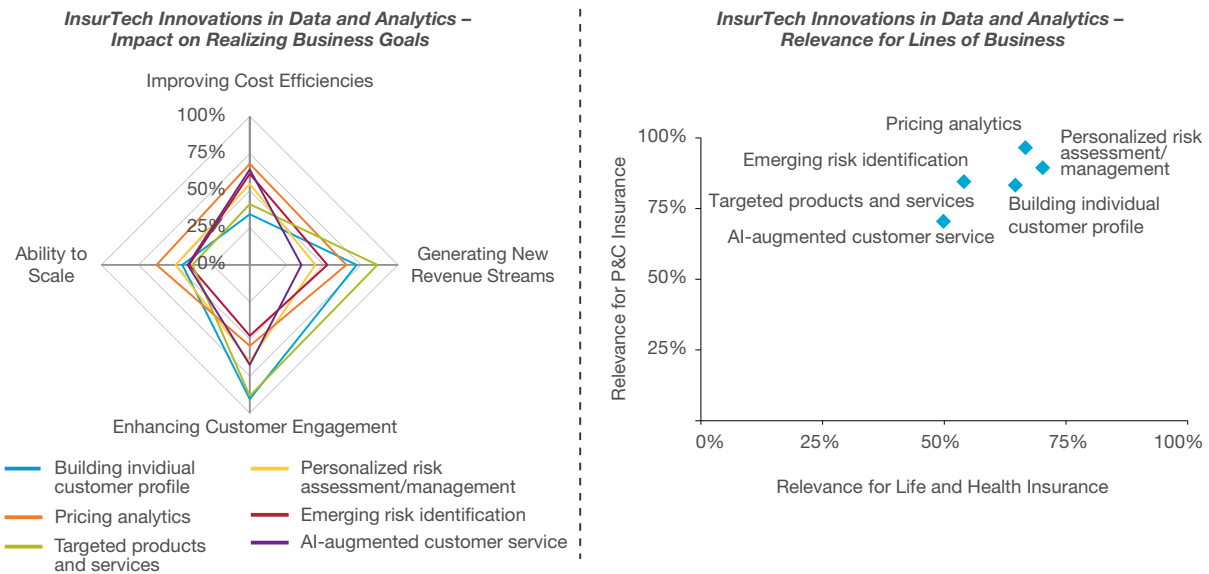 InsurTech Innovations in Data and Analytics –
Impact on Realizing Business Goals
Improving Cost Efficiencies
100%
75%
50%
25%
0%
Ability to
Scale
Generating New
Revenue Streams
Enhancing Customer Engagement
Building invidiual
customer profile
Pricing analytics
Targeted products
and services
Personalized risk
assessment/management
Emerging risk identification
AI-augmented customer service
InsurTech Innovations in Data and Analytics –
Relevance for Lines of Business
Relevance for P&C Insurance
100%
75%
50%
25%
Pricing analytics
Personalized risk
assessment/
management
Emerging risk identification
Targeted products and services
Building individual
customer profile
AI-augmented customer service
0%
25%
50%
75%
100%
Relevance for Life and Health Insurance